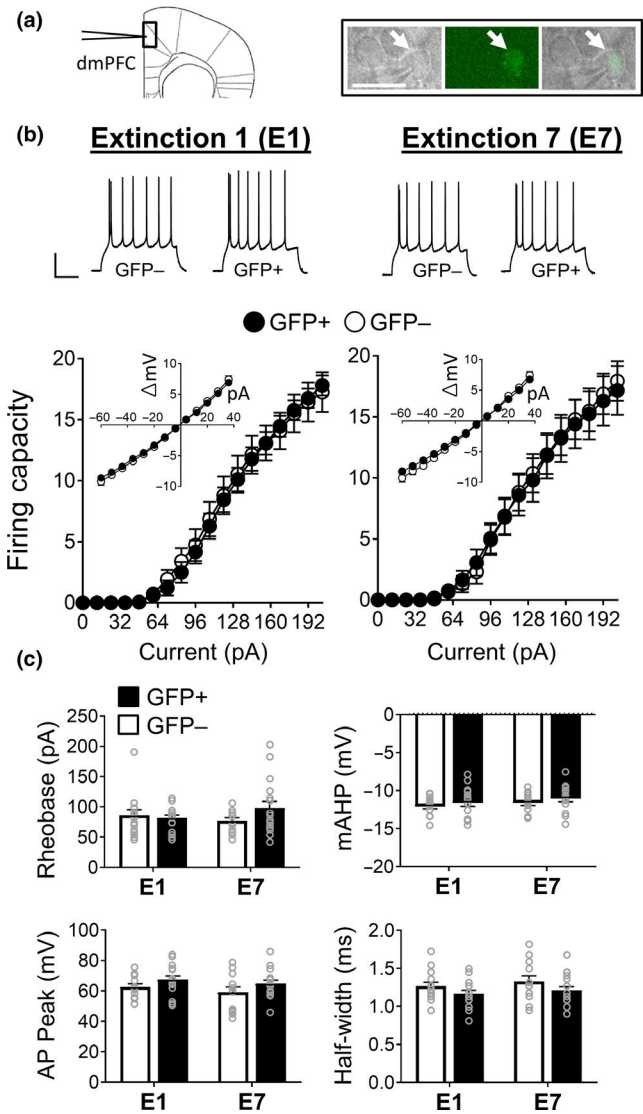 (a)
dmPFC
(b)
Extinction 1 (E1) Extinction 7 (E7)
GFP– GFP+ GFP– GFP+
GFP+ GFP–
Firing capacity
20
15
10
5
0
0 32 64 96 128 160 192
Current (pA)
ΔmV
10
5
−5
−10
−60 −40 −20 20 40
pA
20
15
10
5
0
0 32 64 96 128 160 192
Current (pA)
ΔmV
10
5
−5
−10
−60 −40 −20 20 40
pA
(c)
GFP+
GFP–
Rheobase (pA)
250
200
150
100
50
0
E1 E7
mAHP (mV)
0
−5
−10
−15
−20
E1 E7
AP Peak (mV)
100
80
60
40
20
0
E1 E7
Half-width (ms)
2.0
1.5
1.0
0.5
0.0
E1 E7